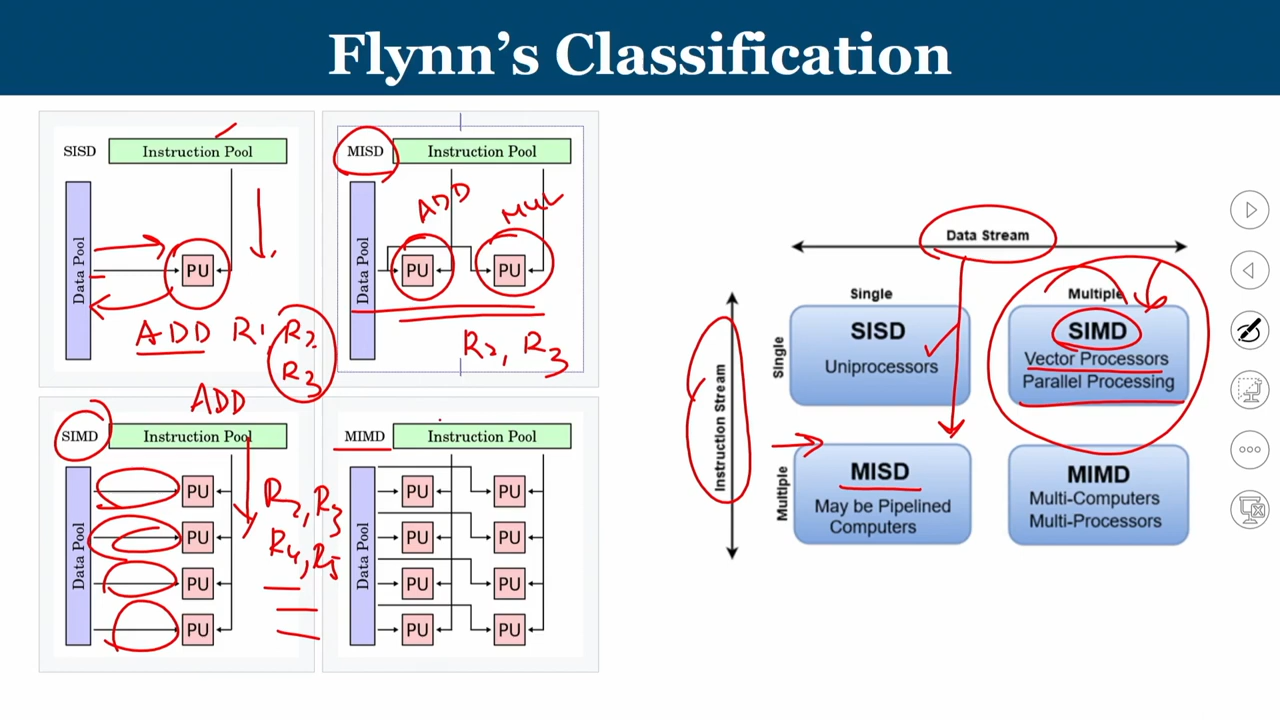 Flynn's Classification
SISD
Instruction Pool
Data Pool
PU
ADD R1, R2
R3
MISD
Instruction Pool
Data Pool
ADD
MUL
PU
PU
R2, R3
ADD
SIMD
Instruction Pool
Data Pool
PU
PU
PU
PU
R2, R3
R4, R5
MIMD
Instruction Pool
Data Pool
PU
PU
PU
PU
PU
PU
PU
PU
Data Stream
Single
Multiple
Instruction Stream
Single
SISD
Uniprocessors
SIMD
Vector Processors
Parallel Processing
Multiple
MISD
May be Pipelined
Computers
MIMD
Multi-Computers
Multi-Processors